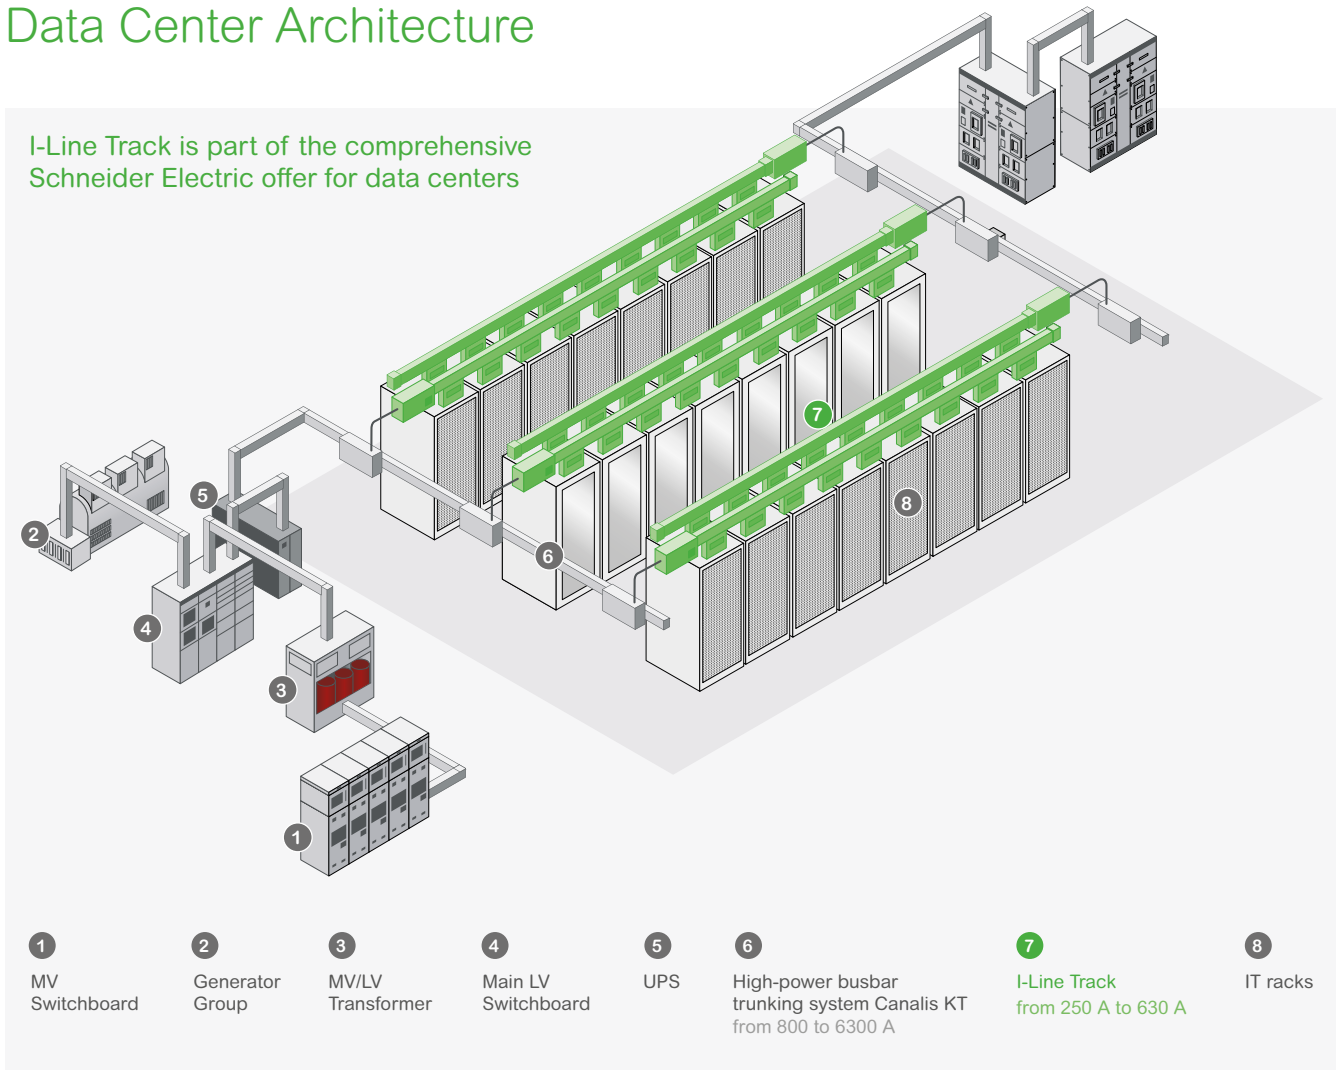 Data Center Architecture
I-Line Track is part of the comprehensive
Schneider Electric offer for data centers
7
5
8
2
6
4
3
1
1
MV
Switchboard
2
Generator
Group
3
MV/LV
Transformer
4
Main LV
Switchboard
5
UPS
6
High-power busbar
trunking system Canalis KT
from 800 to 6300 A
7
I-Line Track
from 250 A to 630 A
8
IT racks